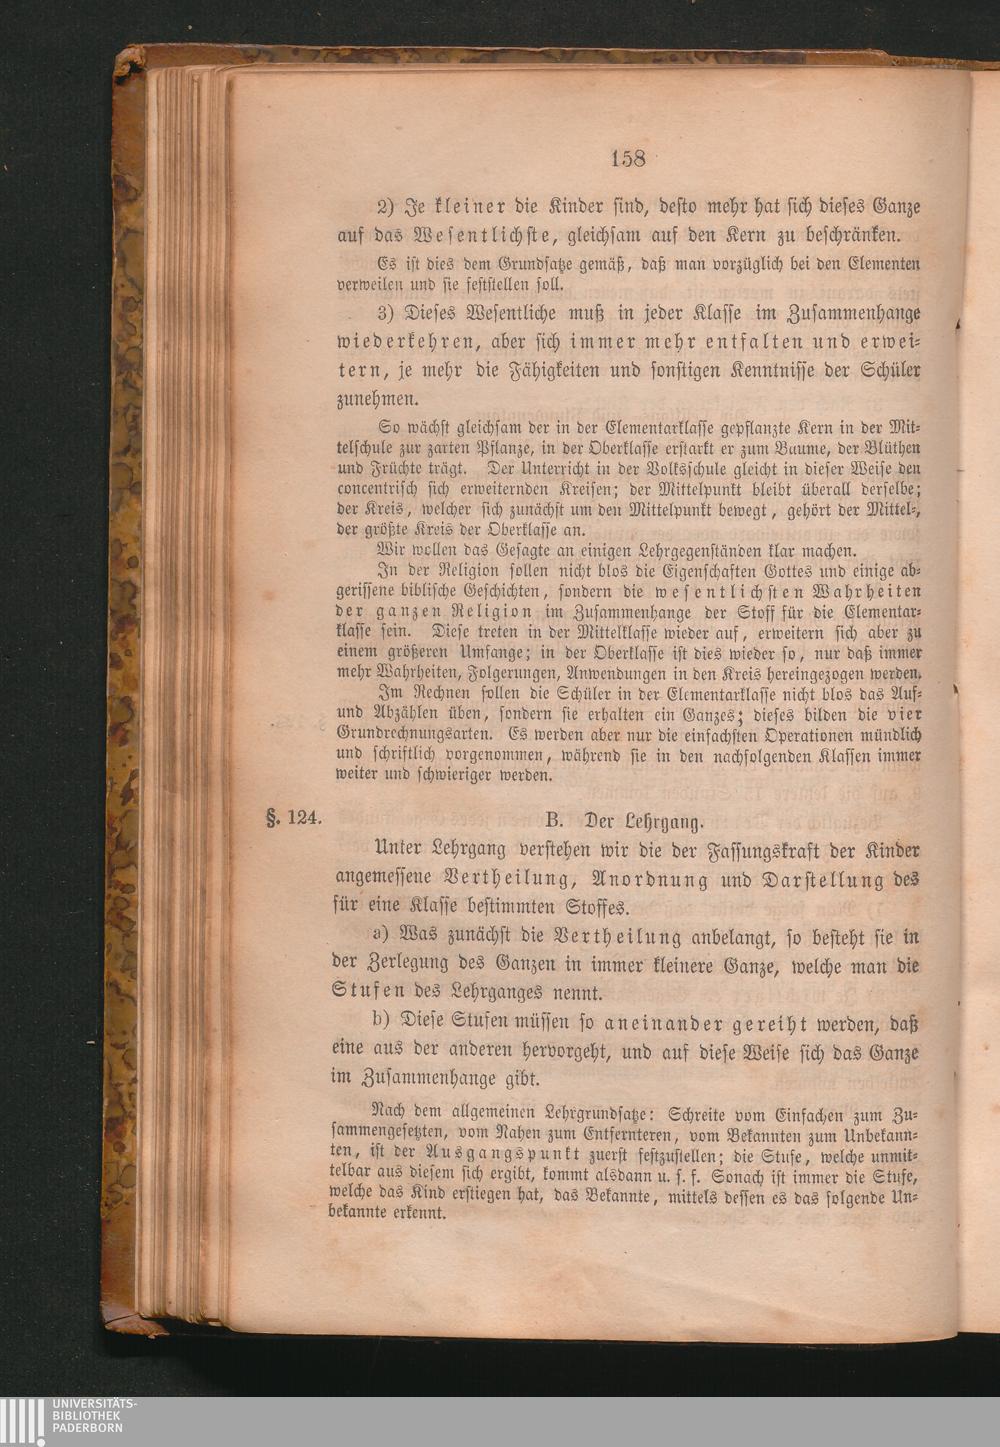 158
2) Je kleiner die Kinder sind, desto mehr hat sich dieses Ganze
auf das Wesentlichste, gleichsam auf den Kern zu beschränken.
Es ist dies dem Grundsatze gemäß, daß man vorzüglich bei den Elementen
verweilen und sie feststellen soll.
3) Dieses Wesentliche muß in jeder Klasse im Zusammenhange
wiederkehren, aber sich immer mehr entfalten und erwei⸗
tern, je mehr die Fähigkeiten und sonstigen Kenntnisse der Schüler
zunehmen.
So wächst gleichsam der in der Elementarklasse gepflanzte Kern in der Mit⸗
telschule zur zarten Pflanze, in der Oberklasse erstarkt er zum Baume, der Blüthen
und Früchte trägt. Der Unterricht in der Volksschule gleicht in dieser Weise den
concentrisch sich erweiternden Kreisen; der Mittelpunkt bleibt überall derselbe;
der Kreis, welcher sich zunächst um den Mittelpunkt bewegt, gehört der Mittel⸗,
der größte Kreis der Oberklasse an.
Wir wollen das Gesagte an einigen Lehrgegenständen klar machen.
In der Religion sollen nicht blos die Eigenschaften Gottes und einige ab⸗
gerissene biblische Geschichten, sondern die wesentlichsten Wahrheiten
der ganzen Religion im Zusammenhange der Stoff für die Elementar⸗
klasse sein. Diese treten in der Mittelklasse wieder auf, erweitern sich aber zu
einem größeren Umfange; in der Oberklasse ist dies wieder so, nur daß immer
mehr Wahrheiten, Folgerungen, Anwendungen in den Kreis hereingezogen werden.
Im Rechnen sollen die Schüler in der Elementarklasse nicht blos das Auf⸗
und Abzählen üben, sondern sie erhalten ein Ganzes; dieses bilden die vier
Grundrechnungsarten. Es werden aber nur die einfachsten Operationen mündlich
und schriftlich vorgenommen, während sie in den nachfolgenden Klassen immer
weiter und schwieriger werden.
§. 124. B. Der Lehrgang.
Unter Lehrgang verstehen wir die der Fassungskraft der Kinder
angemessene Vertheilung, Anordnung und Darstellung des
für eine Klasse bestimmten Stoffes.
a) Was zunächst die Vertheilung anbelangt, so besteht sie in
der Zerlegung des Ganzen in immer kleinere Ganze, welche man die
Stufen des Lehrganges nennt.
b) Diese Stufen müssen so aneinander gereiht werden, daß
eine aus der anderen hervorgeht, und auf diese Weise sich das Ganze
im Zusammenhange gibt.
Nach dem allgemeinen Lehrgrundsatze: Schreite vom Einfachen zum Zu⸗
sammengesetzten, vom Nahen zum Entfernteren, vom Bekannten zum Unbekann⸗
ten, ist der Ausgangspunkt zuerst festzustellen; die Stufe, welche unmit⸗
telbar aus diesem sich ergibt, kommt alsdann u. s. f. Sonach ist immer die Stufe,
welche das Kind erstiegen hat, das Bekannte, mittels dessen es das folgende Un⸗
bekannte erkennt.
UNIVERSITÄTS-
BIBLIOTHEK
PADERBORN